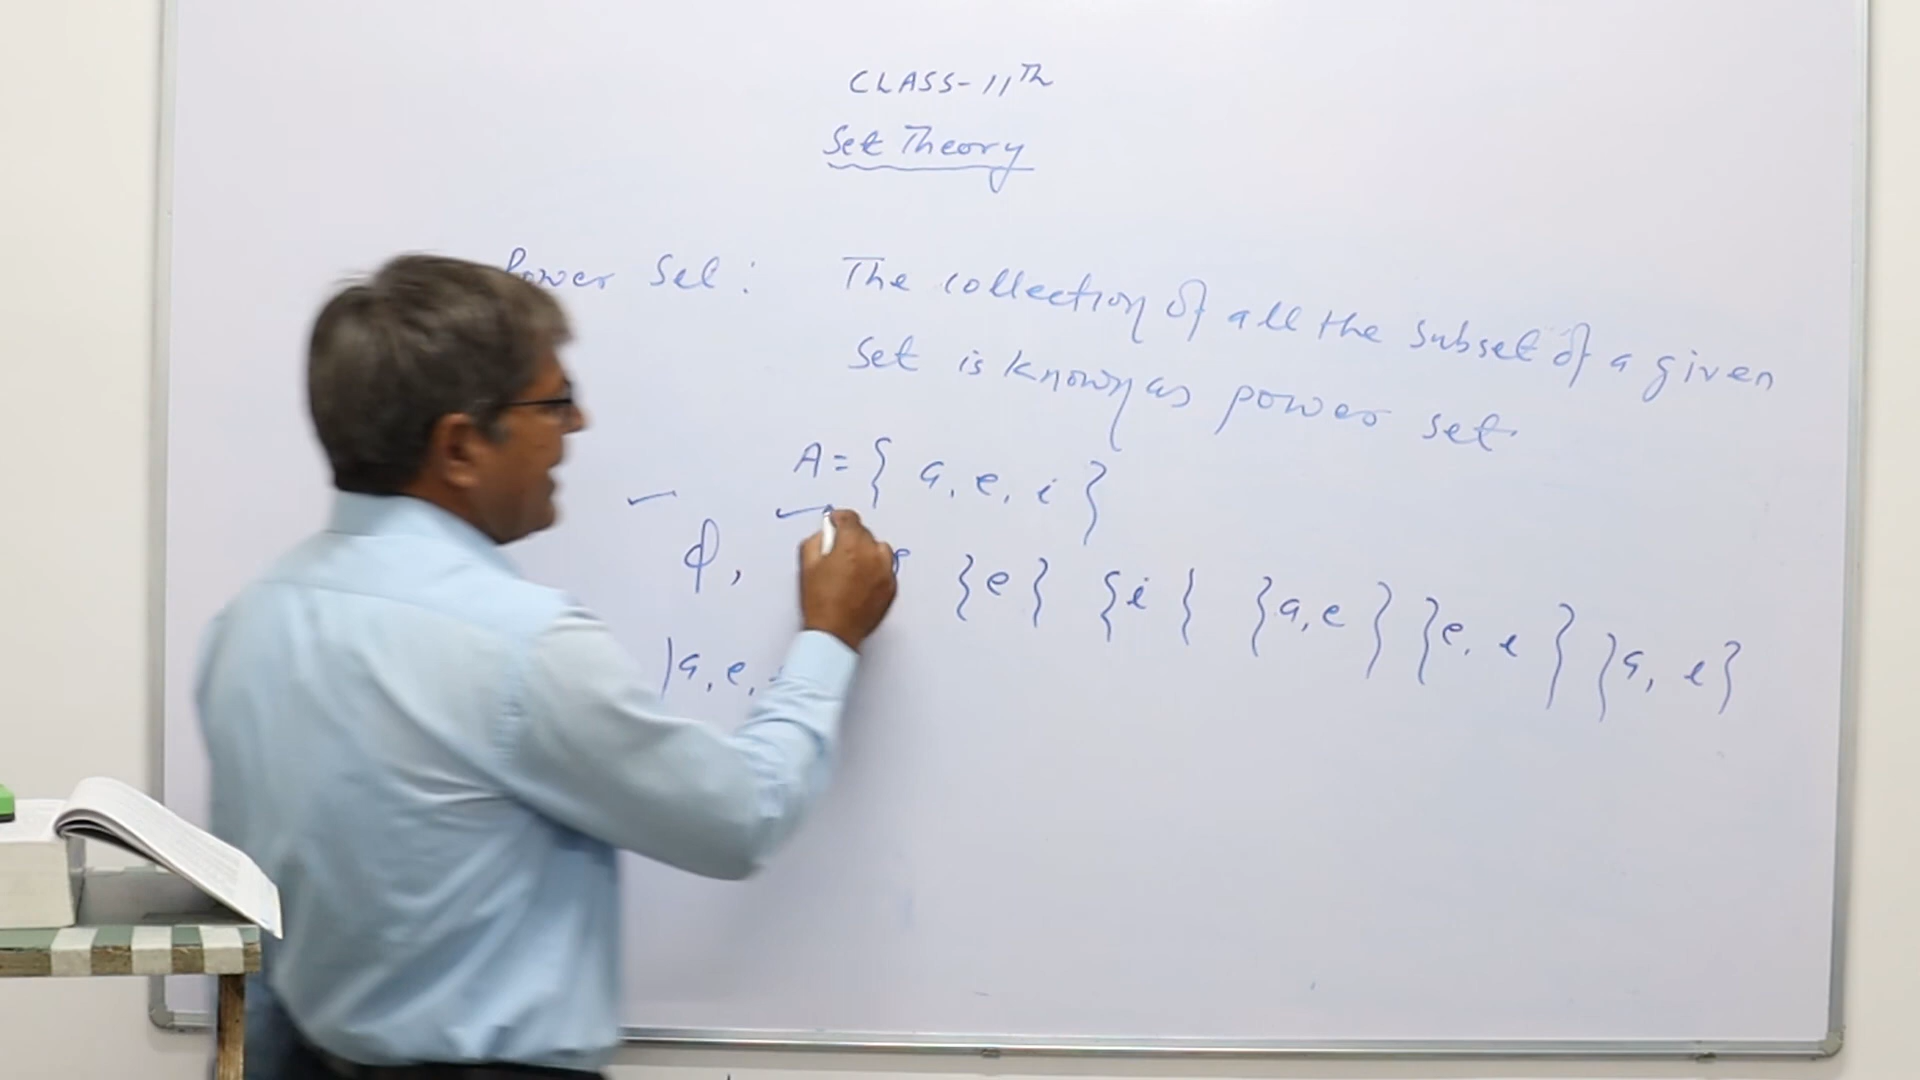 CLASS-11Th
Set Theory
Power Set: The collection of all the subset of a given
set is known as power set.
A = { a, e, i }
φ, {e} {i} {a, e} {e, i} {a, i}
{a, e,